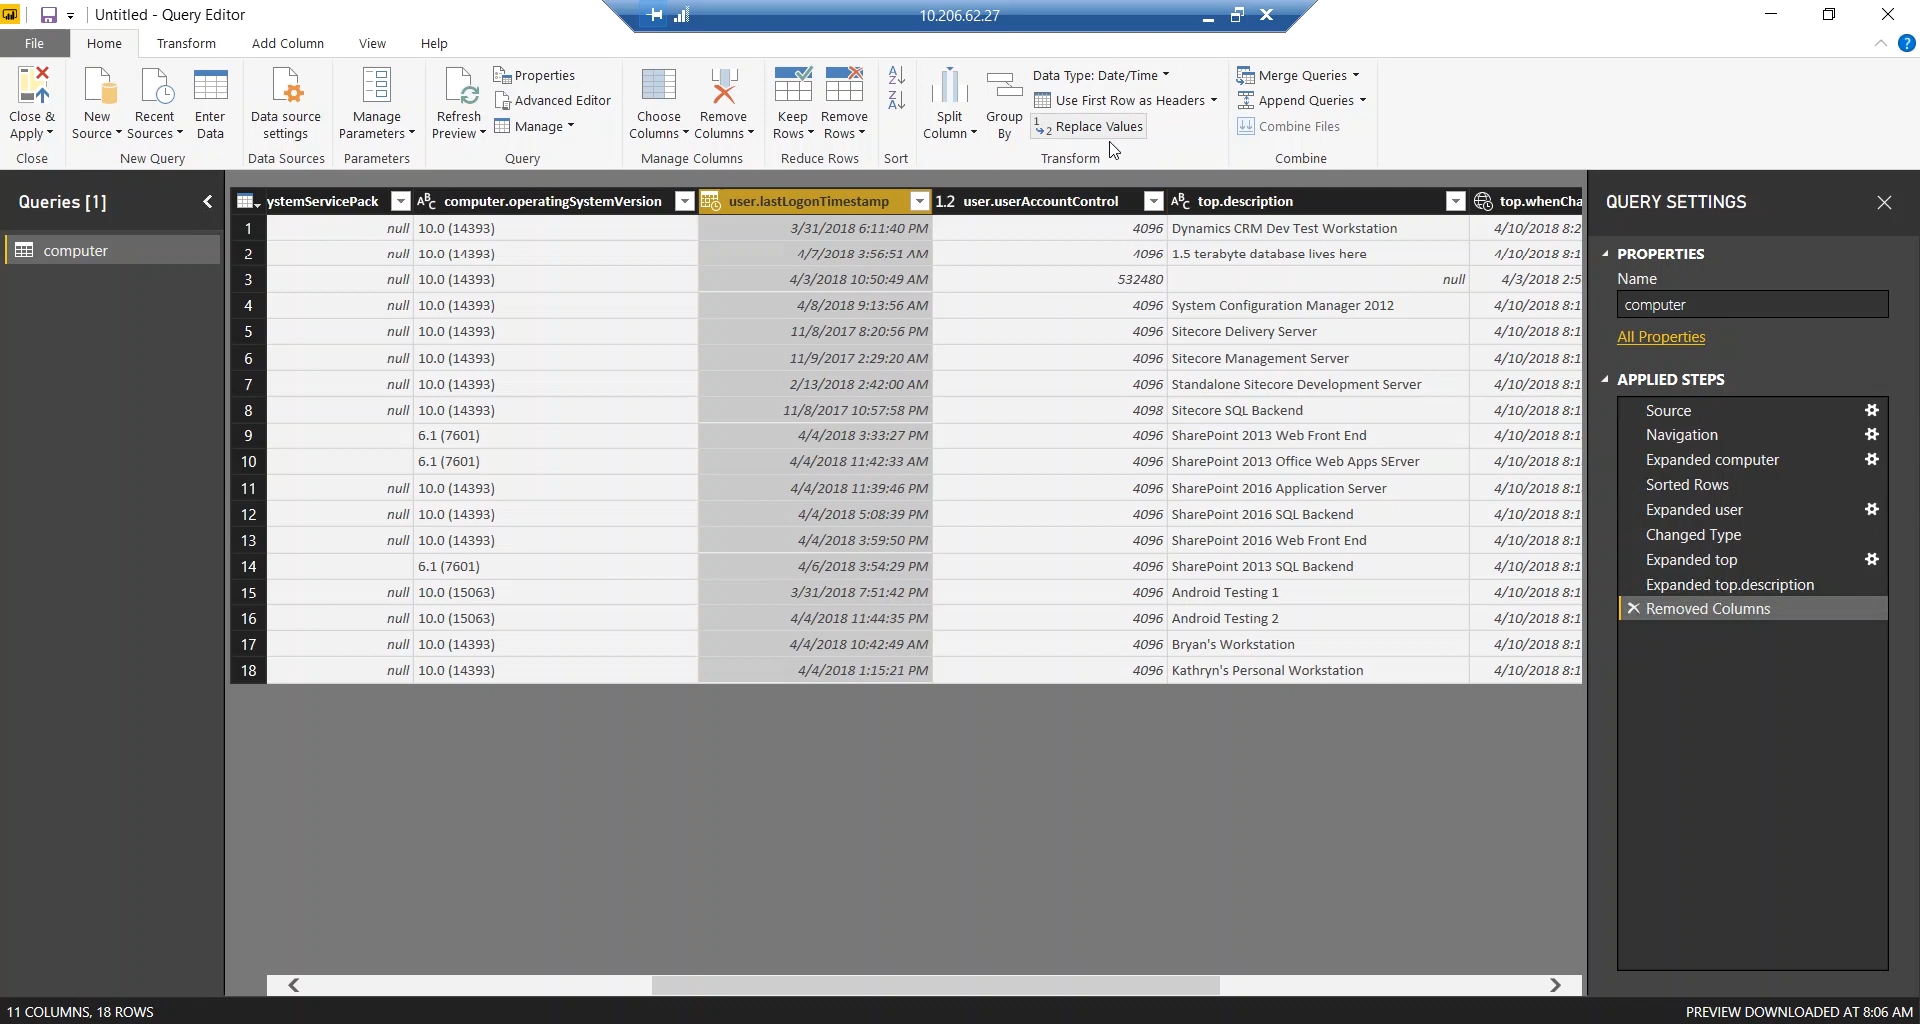 Untitled - Query Editor
10.206.62.27
File Home Transform Add Column View Help
Close & Apply
New Source
Recent Sources
Enter Data
Data source settings
Manage Parameters
Refresh Preview
Properties
Advanced Editor
Manage
Choose Columns
Remove Columns
Keep Rows
Remove Rows
Split Column
Group By
Data Type: Date/Time
Use First Row as Headers
Replace Values
Merge Queries
Append Queries
Combine Files
Close New Query Data Sources Parameters Query Manage Columns Reduce Rows Sort Transform Combine
Queries [1]
computer
ystemServicePack ABC computer.operatingSystemVersion user.lastLogonTimestamp 1.2 user.userAccountControl ABC top.description top.whenCha
1 null 10.0 (14393) 3/31/2018 6:11:40 PM 4096 Dynamics CRM Dev Test Workstation 4/10/2018 8:2
2 null 10.0 (14393) 4/7/2018 3:56:51 AM 4096 1.5 terabyte database lives here 4/10/2018 8:1
3 null 10.0 (14393) 4/3/2018 10:50:49 AM 532480 null 4/3/2018 2:5
4 null 10.0 (14393) 4/8/2018 9:13:56 AM 4096 System Configuration Manager 2012 4/10/2018 8:1
5 null 10.0 (14393) 11/8/2017 8:20:56 PM 4096 Sitecore Delivery Server 4/10/2018 8:1
6 null 10.0 (14393) 11/9/2017 2:29:20 AM 4096 Sitecore Management Server 4/10/2018 8:1
7 null 10.0 (14393) 2/13/2018 2:42:00 AM 4096 Standalone Sitecore Development Server 4/10/2018 8:1
8 null 10.0 (14393) 11/8/2017 10:57:58 PM 4098 Sitecore SQL Backend 4/10/2018 8:1
9 6.1 (7601) 4/4/2018 3:33:27 PM 4096 SharePoint 2013 Web Front End 4/10/2018 8:1
10 6.1 (7601) 4/4/2018 11:42:33 AM 4096 SharePoint 2013 Office Web Apps SErver 4/10/2018 8:1
11 null 10.0 (14393) 4/4/2018 11:39:46 PM 4096 SharePoint 2016 Application Server 4/10/2018 8:1
12 null 10.0 (14393) 4/4/2018 5:08:39 PM 4096 SharePoint 2016 SQL Backend 4/10/2018 8:1
13 null 10.0 (14393) 4/4/2018 3:59:50 PM 4096 SharePoint 2016 Web Front End 4/10/2018 8:1
14 6.1 (7601) 4/6/2018 3:54:29 PM 4096 SharePoint 2013 SQL Backend 4/10/2018 8:1
15 null 10.0 (15063) 3/31/2018 7:51:42 PM 4096 Android Testing 1 4/10/2018 8:1
16 null 10.0 (15063) 4/4/2018 11:44:35 PM 4096 Android Testing 2 4/10/2018 8:1
17 null 10.0 (14393) 4/4/2018 10:42:49 AM 4096 Bryan's Workstation 4/10/2018 8:1
18 null 10.0 (14393) 4/4/2018 1:15:21 PM 4096 Kathryn's Personal Workstation 4/10/2018 8:1
QUERY SETTINGS
PROPERTIES
Name
computer
All Properties
APPLIED STEPS
Source
Navigation
Expanded computer
Sorted Rows
Expanded user
Changed Type
Expanded top
Expanded top.description
Removed Columns
11 COLUMNS, 18 ROWS
PREVIEW DOWNLOADED AT 8:06 AM